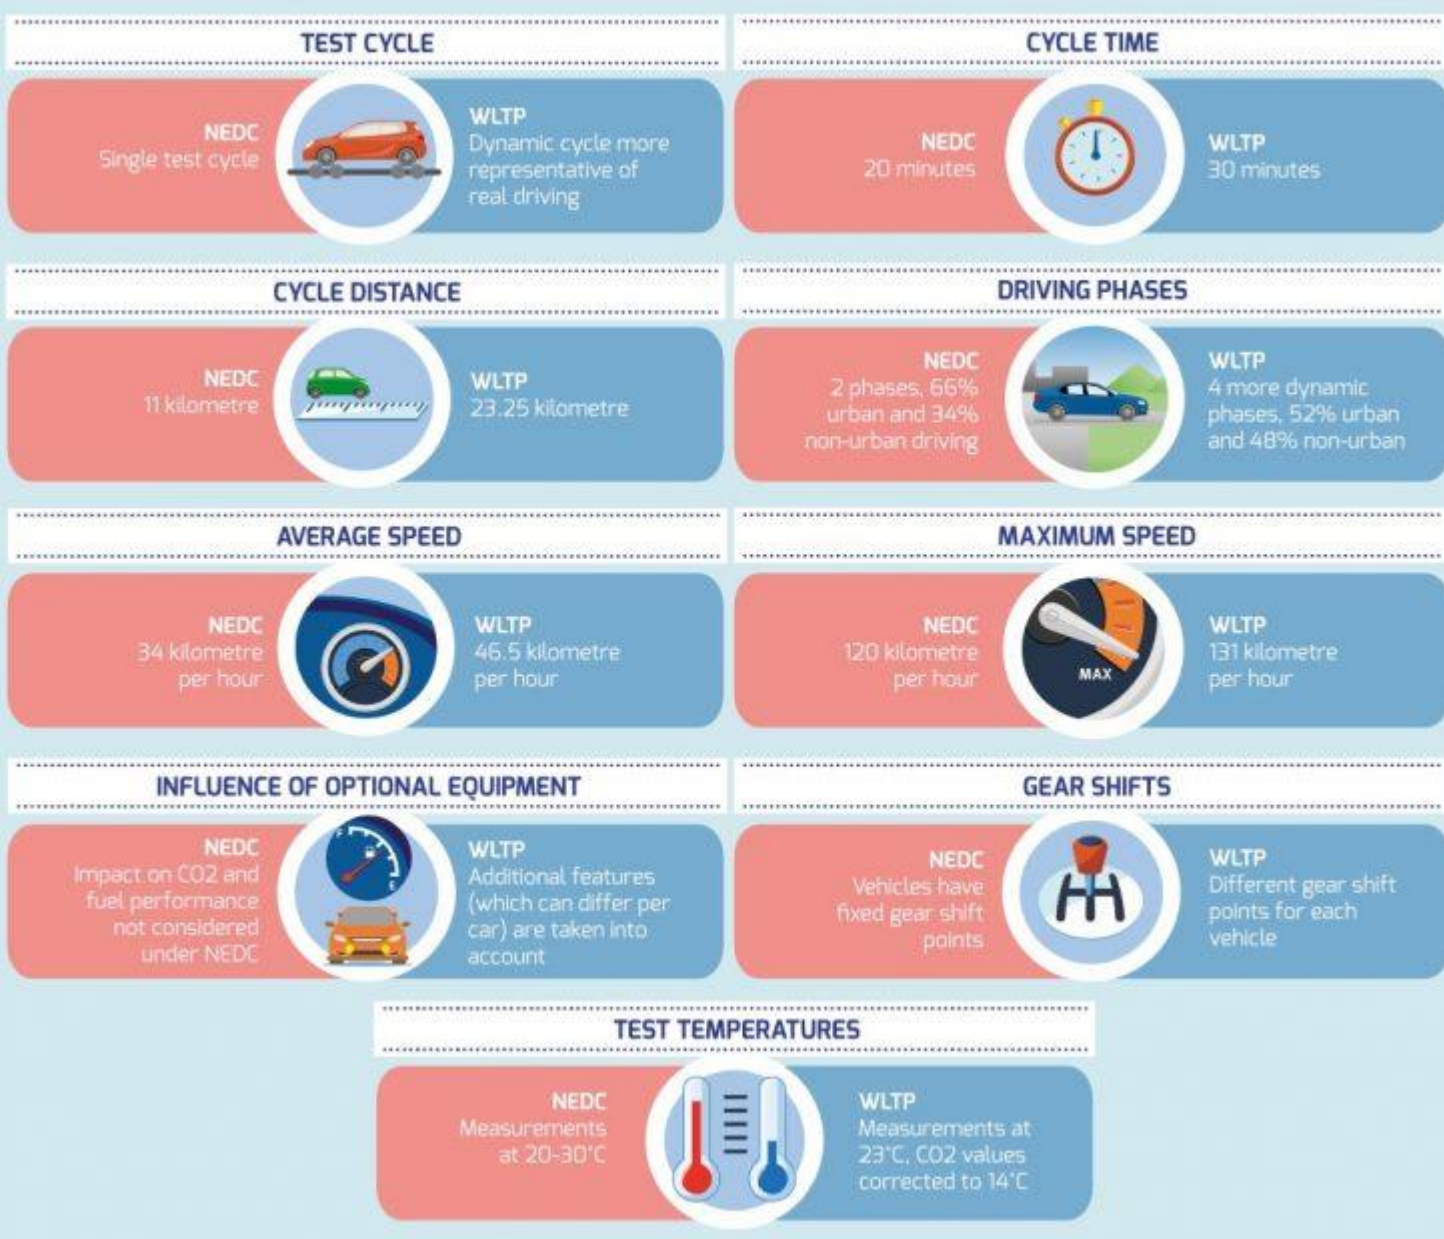 TEST CYCLE
NEDC
Single test cycle
WLTP
Dynamic cycle more
representative of
real driving
CYCLE TIME
NEDC
20 minutes
WLTP
30 minutes
CYCLE DISTANCE
NEDC
11 kilometre
WLTP
23.25 kilometre
DRIVING PHASES
NEDC
2 phases, 66%
urban and 34%
non-urban driving
WLTP
4 more dynamic
phases, 52% urban
and 48% non-urban
AVERAGE SPEED
NEDC
34 kilometre
per hour
WLTP
46.5 kilometre
per hour
MAXIMUM SPEED
NEDC
120 kilometre
per hour
MAX
WLTP
131 kilometre
per hour
INFLUENCE OF OPTIONAL EQUIPMENT
NEDC
Impact on CO2 and
fuel performance
not considered
under NEDC
F
E
WLTP
Additional features
(which can differ per
car) are taken into
account
GEAR SHIFTS
NEDC
Vehicles have
fixed gear shift
points
WLTP
Different gear shift
points for each
vehicle
TEST TEMPERATURES
NEDC
Measurements
at 20-30°C
WLTP
Measurements at
23°C, CO2 values
corrected to 14°C